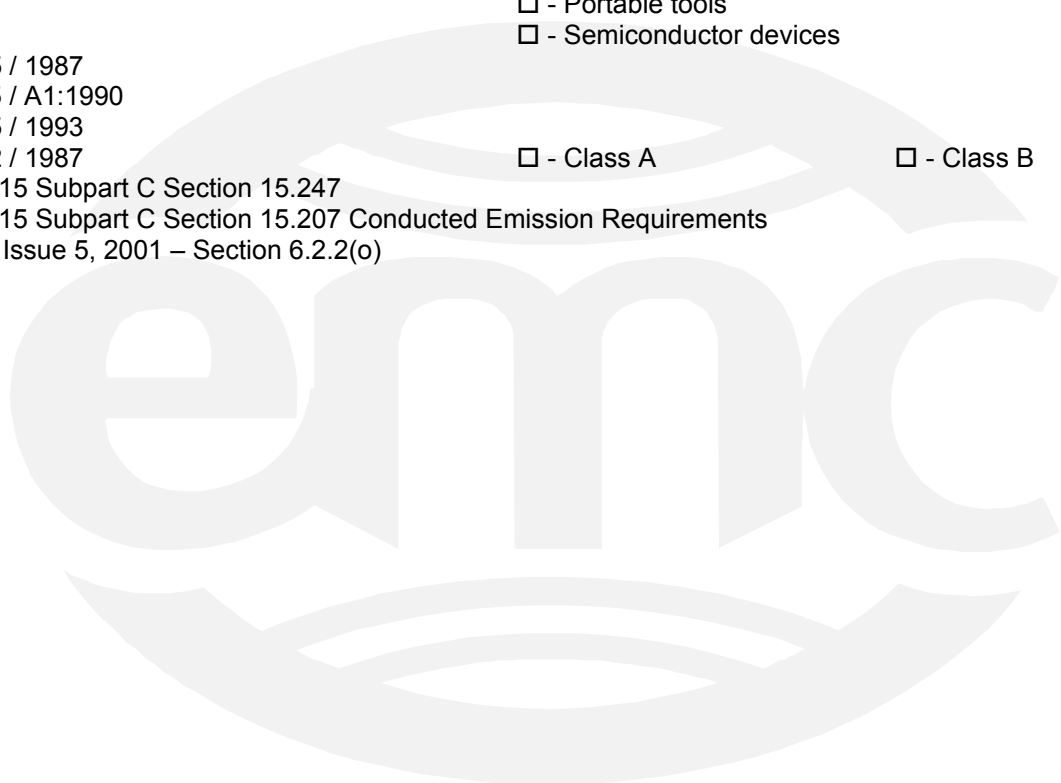 ☐ - Portable tools
☐ - Semiconductor devices
/ 1987
/ A1:1990
/ 1993
/ 1987 ☐ - Class A ☐ - Class B
15 Subpart C Section 15.247
15 Subpart C Section 15.207 Conducted Emission Requirements
Issue 5, 2001 – Section 6.2.2(o)
emc